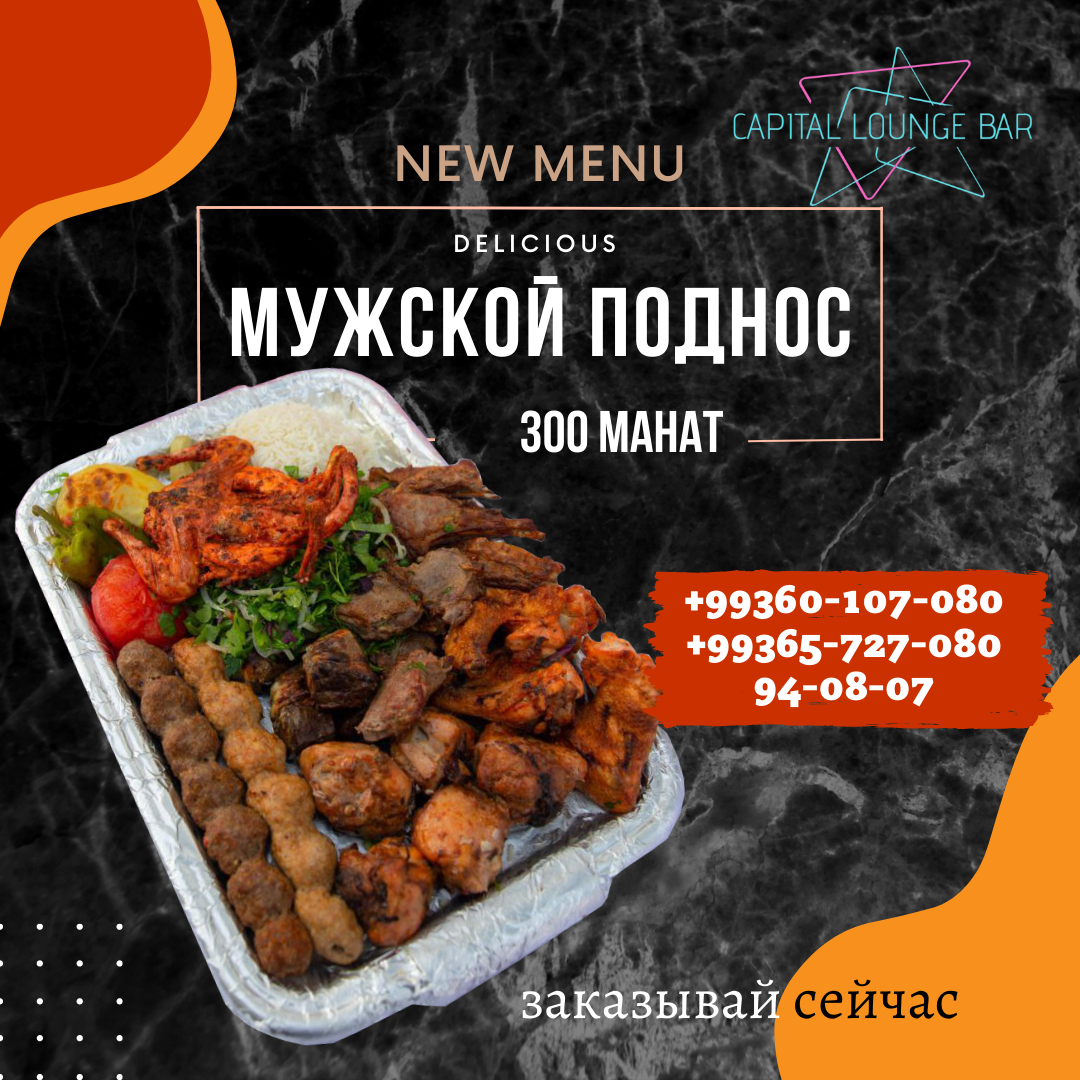 CAPITAL LOUNGE BAR
NEW MENU
DELICIOUS
МУЖСКОЙ ПОДНОС
300 МАНАТ
+99360-107-080
+99365-727-080
94-08-07
заказывай сейчас